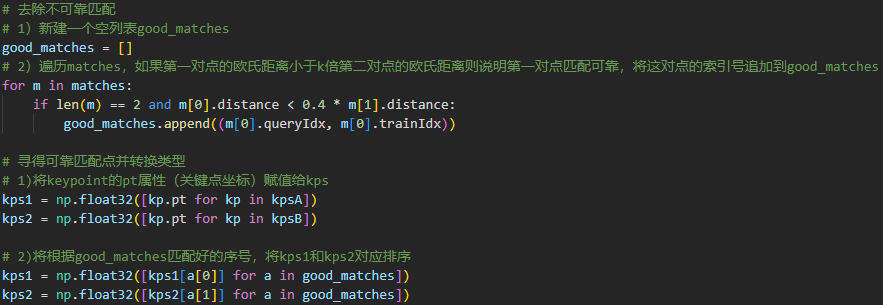 # 去除不可靠匹配
# 1) 新建一个空列表good_matches
good_matches = []
# 2) 遍历matches，如果第一对点的欧氏距离小于k倍第二对点的欧氏距离则说明第一对点匹配可靠，将这对点的索引号追加到good_matches
for m in matches:
    if len(m) == 2 and m[0].distance < 0.4 * m[1].distance:
        good_matches.append((m[0].queryIdx, m[0].trainIdx))

# 寻得可靠匹配点并转换类型
# 1)将keypoint的pt属性（关键点坐标）赋值给kps
kps1 = np.float32([kp.pt for kp in kpsA])
kps2 = np.float32([kp.pt for kp in kpsB])

# 2)将根据good_matches匹配好的序号，将kps1和kps2对应排序
kps1 = np.float32([kps1[a[0]] for a in good_matches])
kps2 = np.float32([kps2[a[1]] for a in good_matches])